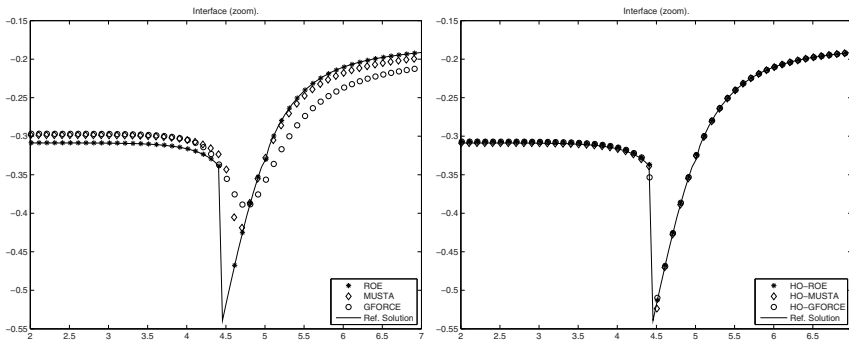 Interface (zoom).
−0.15
−0.2
−0.25
−0.3
−0.35
−0.4
−0.45
−0.5
−0.55
2 2.5 3 3.5 4 4.5 5 5.5 6 6.5 7
ROE
MUSTA
GFORCE
Ref. Solution
Interface (zoom).
−0.15
−0.2
−0.25
−0.3
−0.35
−0.4
−0.45
−0.5
−0.55
2 2.5 3 3.5 4 4.5 5 5.5 6 6.5
HO−ROE
HO−MUSTA
HO−GFORCE
Ref. Solution